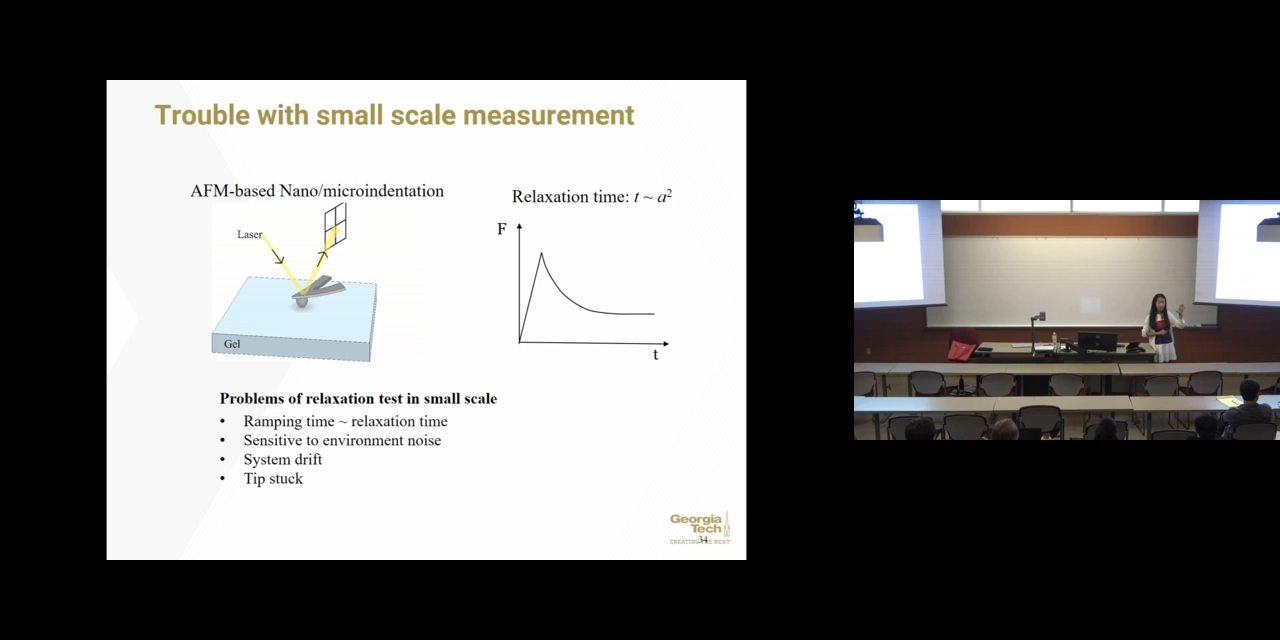 Trouble with small scale measurement
AFM-based Nano/microindentation
Laser
Gel
Relaxation time: t ~ a²
F
t
Problems of relaxation test in small scale
• Ramping time ~ relaxation time
• Sensitive to environment noise
• System drift
• Tip stuck
Georgia
Tech
CREATING THE NEXT
34